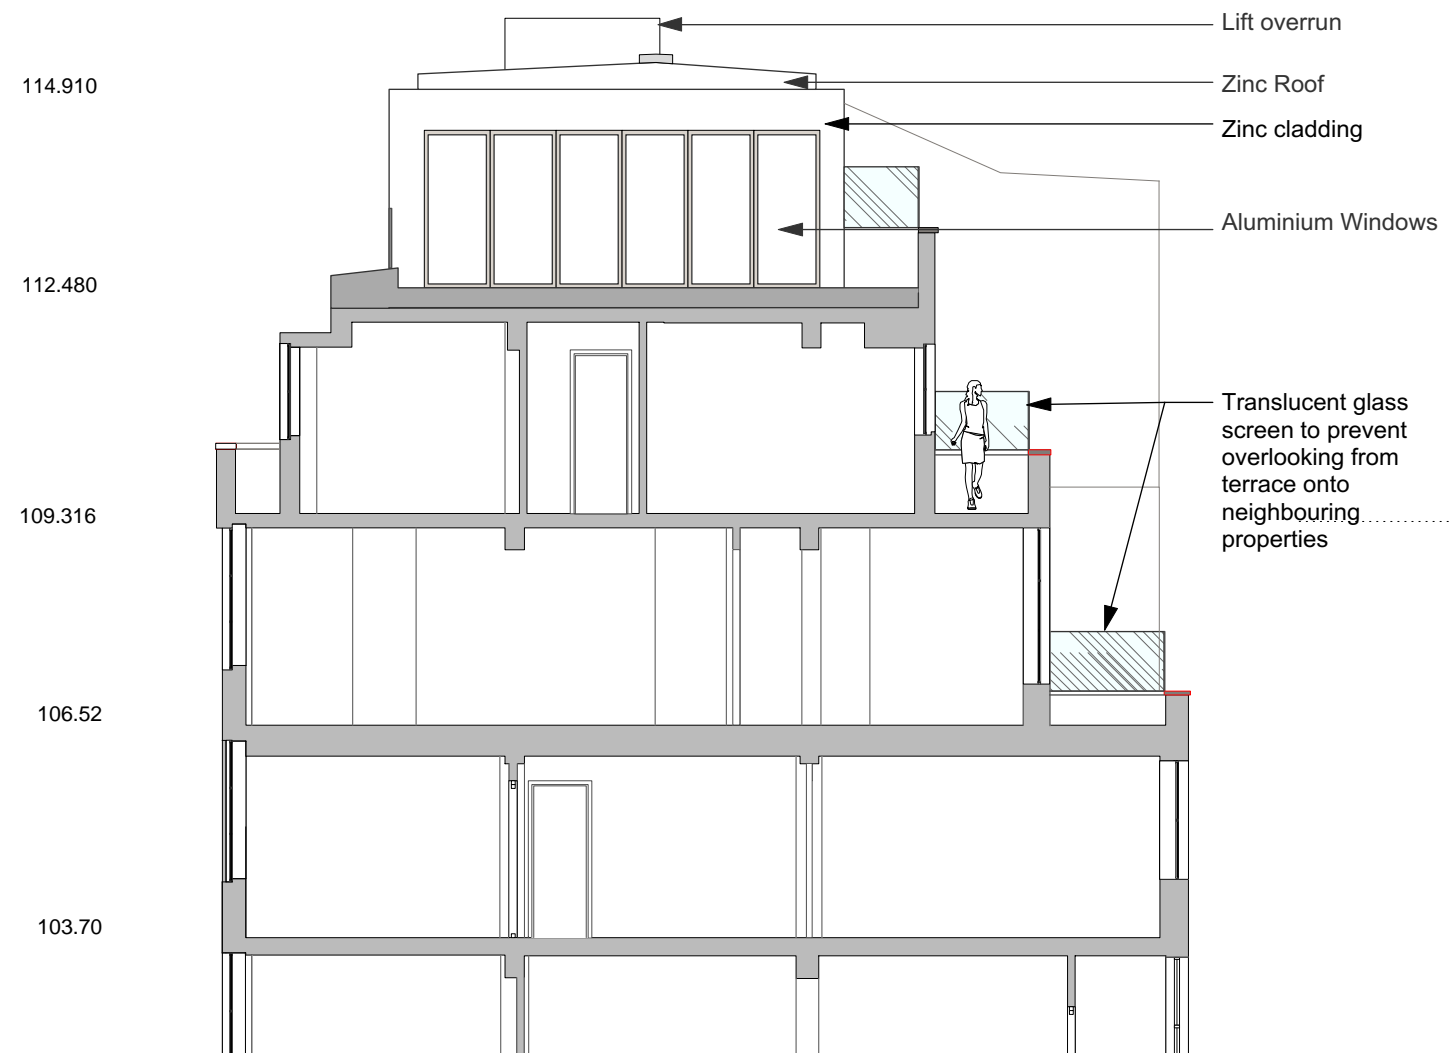 Lift overrun
114.910
Zinc Roof
Zinc cladding
Aluminium Windows
112.480
Translucent glass
screen to prevent
overlooking from
terrace onto
neighbouring
properties
109.316
106.52
103.70